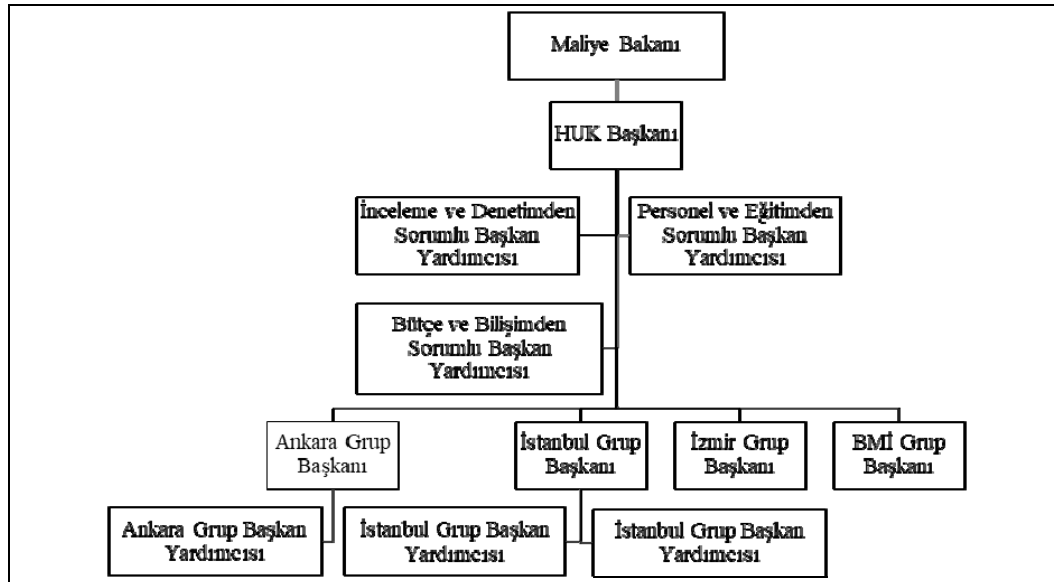 Maliye Bakanı
HUK Başkanı
İnceleme ve Denetimden
Sorumlu Başkan
Yardımcısı
Personel ve Eğitimden
Sorumlu Başkan
Yardımcısı
Bütçe ve Bilişimden
Sorumlu Başkan
Yardımcısı
Ankara Grup
Başkanı
İstanbul Grup
Başkanı
İzmir Grup
Başkanı
BMİ Grup
Başkanı
Ankara Grup Başkan
Yardımcısı
İstanbul Grup Başkan
Yardımcısı
İstanbul Grup Başkan
Yardımcısı